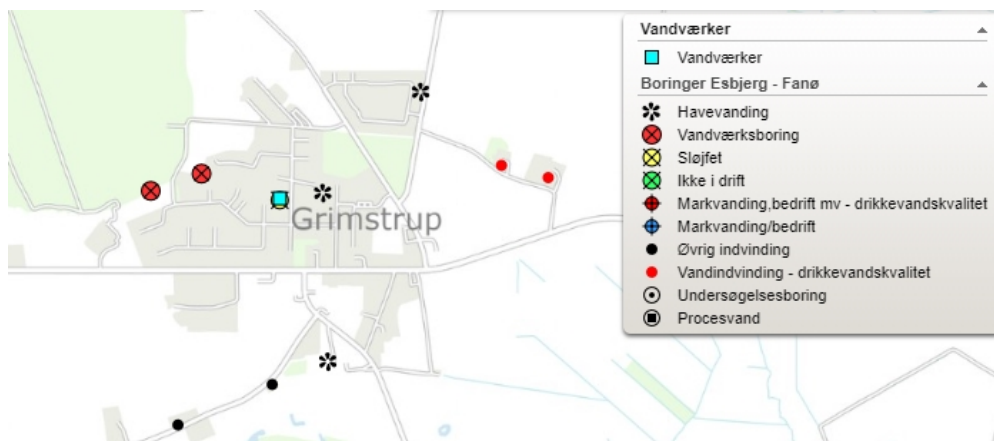 Vandværker
Vandværker
Boringer Esbjerg - Fanø
Havevanding
Vandværksboring
Sløjfet
Ikke i drift
Markvanding,bedrift mv - drikkevandskvalitet
Markvanding/bedrift
Øvrig indvinding
Vandindvinding - drikkevandskvalitet
Undersøgelsesboring
Procesvand
Grimstrup